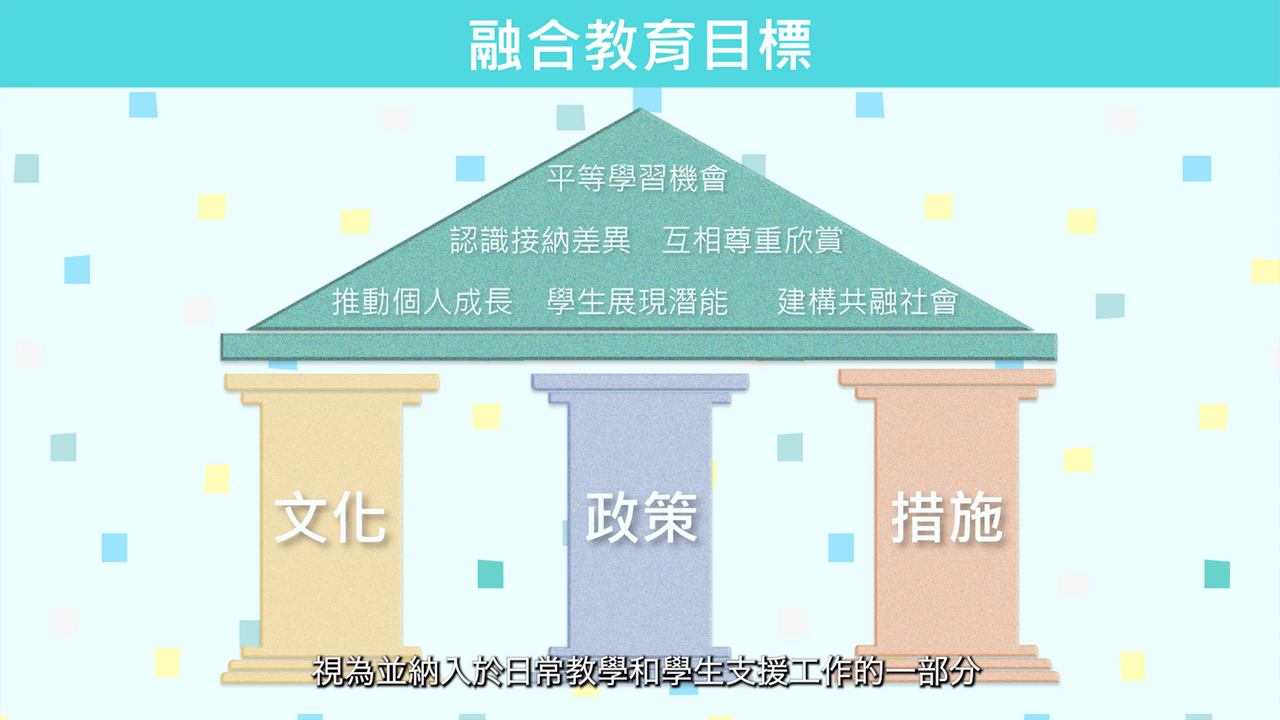 融合教育目標
平等學習機會
認識接納差異 互相尊重欣賞
推動個人成長 學生展現潛能 建構共融社會
文化 政策 措施
視為並納入於日常教學和學生支援工作的一部分